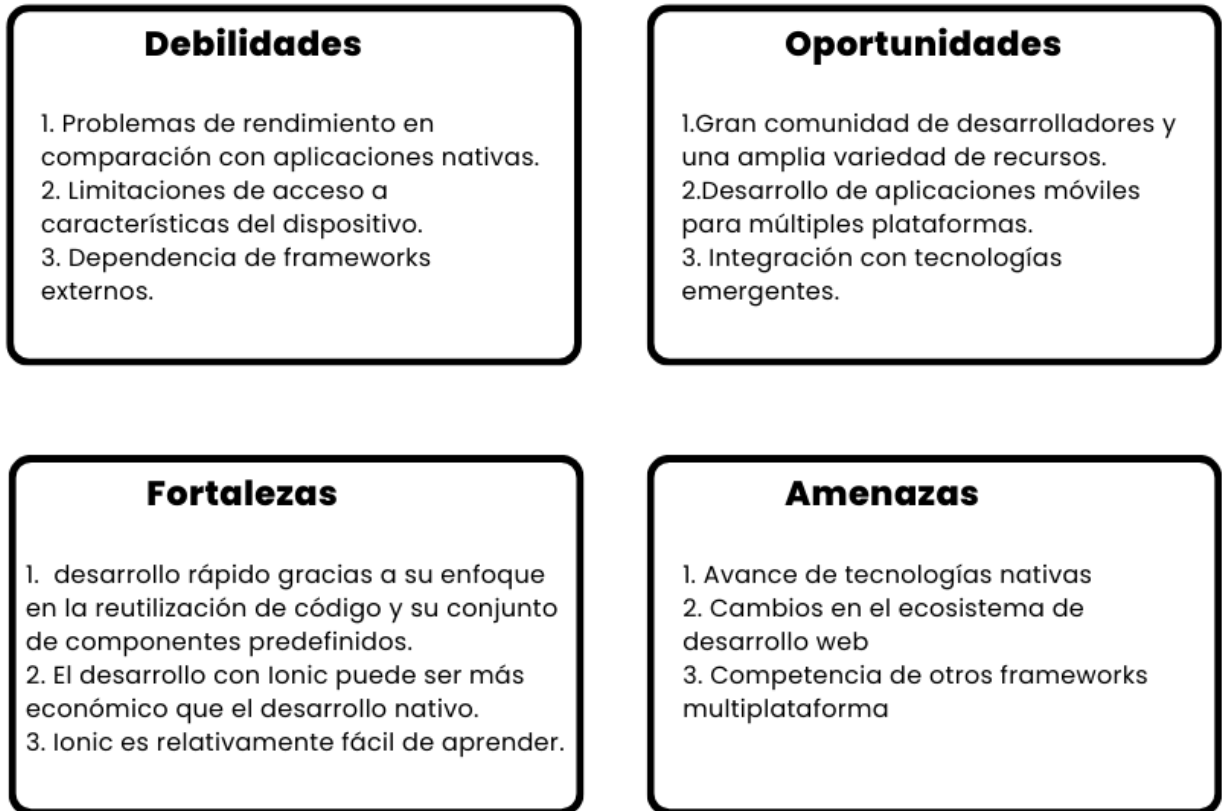 Debilidades
1. Problemas de rendimiento en
comparación con aplicaciones nativas.
2. Limitaciones de acceso a
características del dispositivo.
3. Dependencia de frameworks
externos.
Oportunidades
1.Gran comunidad de desarrolladores y
una amplia variedad de recursos.
2.Desarrollo de aplicaciones móviles
para múltiples plataformas.
3. Integración con tecnologías
emergentes.
Fortalezas
1. desarrollo rápido gracias a su enfoque
en la reutilización de código y su conjunto
de componentes predefinidos.
2. El desarrollo con Ionic puede ser más
económico que el desarrollo nativo.
3. Ionic es relativamente fácil de aprender.
Amenazas
1. Avance de tecnologías nativas
2. Cambios en el ecosistema de
desarrollo web
3. Competencia de otros frameworks
multiplataforma